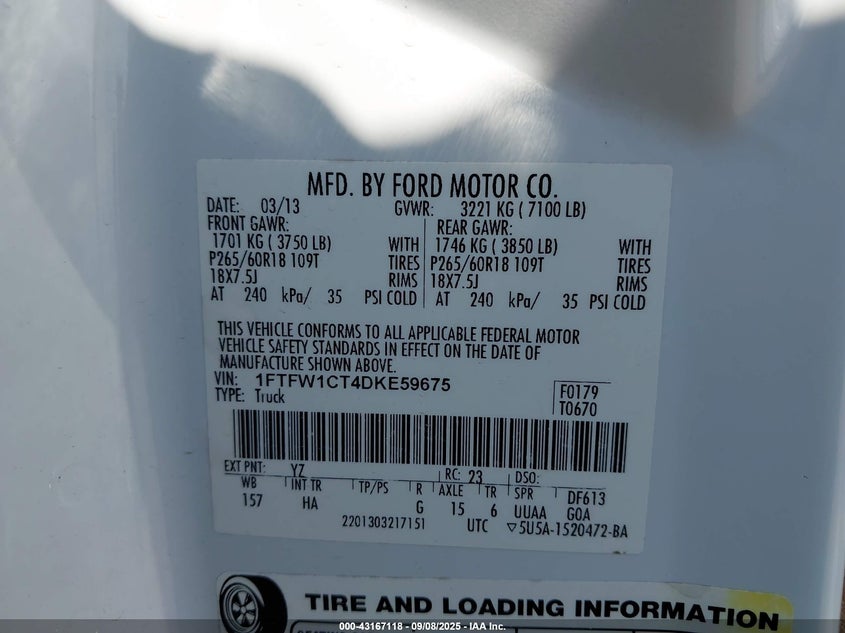 MFD. BY FORD MOTOR CO.
DATE: 03/13 GVWR: 3221 KG ( 7100 LB)
FRONT GAWR: REAR GAWR:
1701 KG ( 3750 LB) WITH 1746 KG ( 3850 LB) WITH
P265/60R18 109T TIRES P265/60R18 109T TIRES
18X7.5J RIMS 18X7.5J RIMS
AT 240 kPa/ 35 PSI COLD AT 240 kPa/ 35 PSI COLD
THIS VEHICLE CONFORMS TO ALL APPLICABLE FEDERAL MOTOR
VEHICLE SAFETY STANDARDS IN EFFECT ON THE DATE OF
MANUFACTURE SHOWN ABOVE.
VIN: 1FTFW1CT4DKE59675 F0179
TYPE: Truck T0670
EXT PNT: YZ RC: 23 DSO:
WB INT TR TP/PS R AXLE TR SPR DF613
157 HA G 15 6 UUAA GQA
2201303217151 UTC ▽5U5A-1520472-BA
TIRE AND LOADING INFORMATION
000-43167118 - 09/08/2025 - IAA Inc.